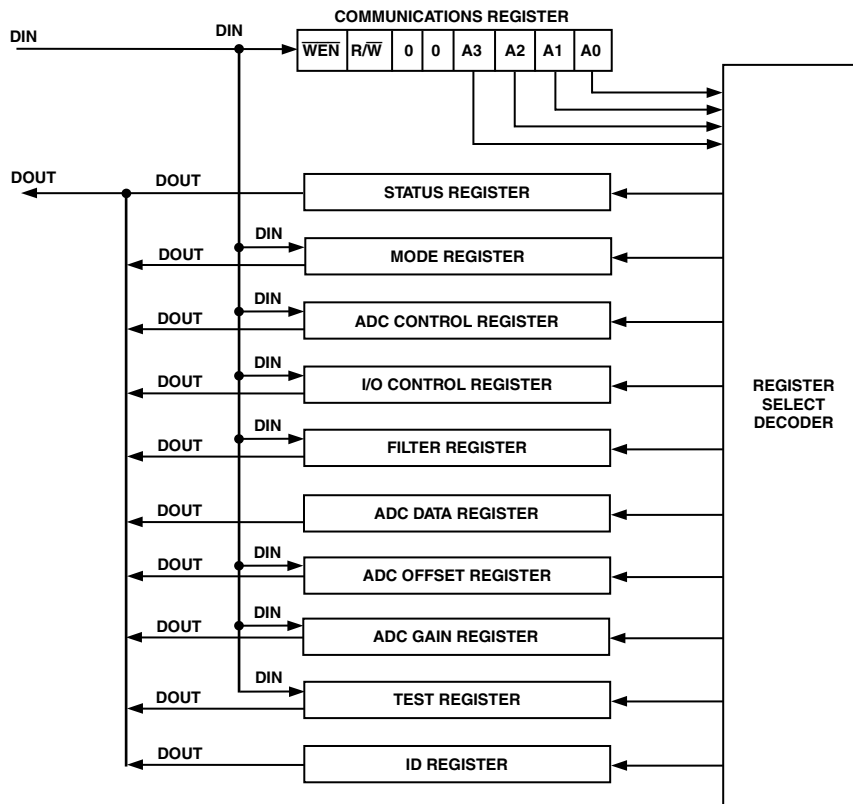 COMMUNICATIONS REGISTER
DIN DIN
W̅E̅N̅ R/W̅ 0 0 A3 A2 A1 A0
DOUT DOUT STATUS REGISTER
DIN
DOUT MODE REGISTER
DIN
DOUT ADC CONTROL REGISTER
DIN
DOUT I/O CONTROL REGISTER
REGISTER
SELECT
DECODER
DIN
DOUT FILTER REGISTER
DOUT ADC DATA REGISTER
DIN
DOUT ADC OFFSET REGISTER
DIN
DOUT ADC GAIN REGISTER
DIN
DOUT TEST REGISTER
DOUT ID REGISTER